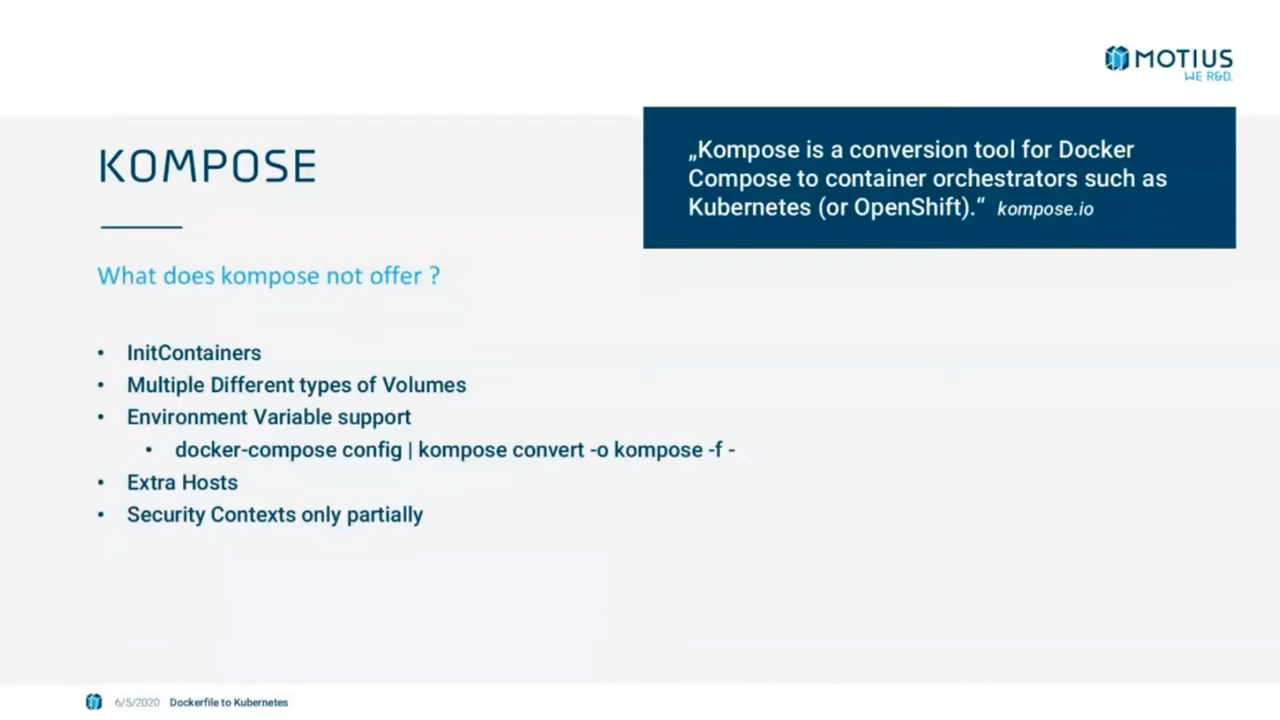 MOTIUS
WE R&D.
KOMPOSE
„Kompose is a conversion tool for Docker
Compose to container orchestrators such as
Kubernetes (or OpenShift).“ kompose.io
What does kompose not offer ?
• InitContainers
• Multiple Different types of Volumes
• Environment Variable support
• docker-compose config | kompose convert -o kompose -f -
• Extra Hosts
• Security Contexts only partially
6/5/2020 Dockerfile to Kubernetes